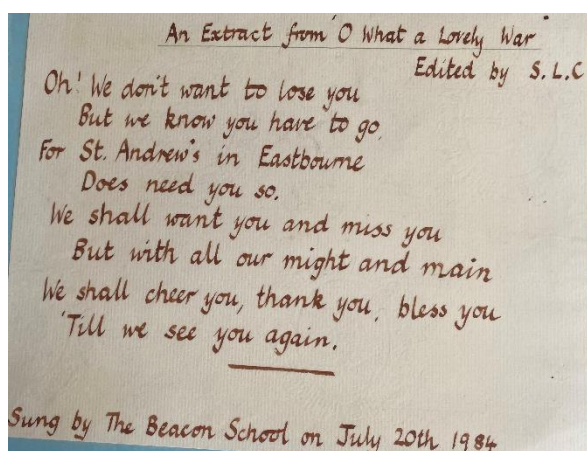 An Extract from 'O What a Lovely War'
Edited by S.L.C
Oh! We don't want to lose you
But we know you have to go.
For St. Andrew's in Eastbourne
Does need you so.
We shall want you and miss you
But with all our might and main
We shall cheer you, thank you, bless you
'Till we see you again.
Sung by The Beacon School on July 20th 1984